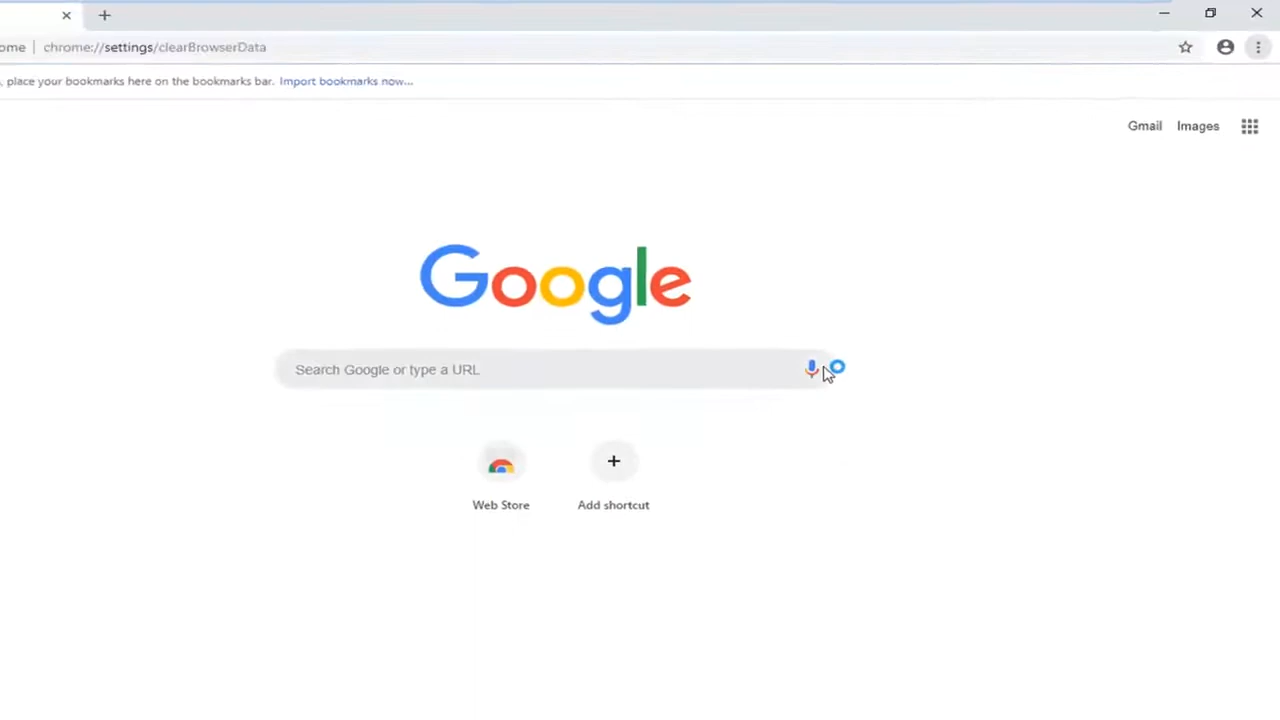 ome | chrome://settings/clearBrowserData
, place your bookmarks here on the bookmarks bar. Import bookmarks now...
Gmail Images
Google
Search Google or type a URL
Web Store
Add shortcut